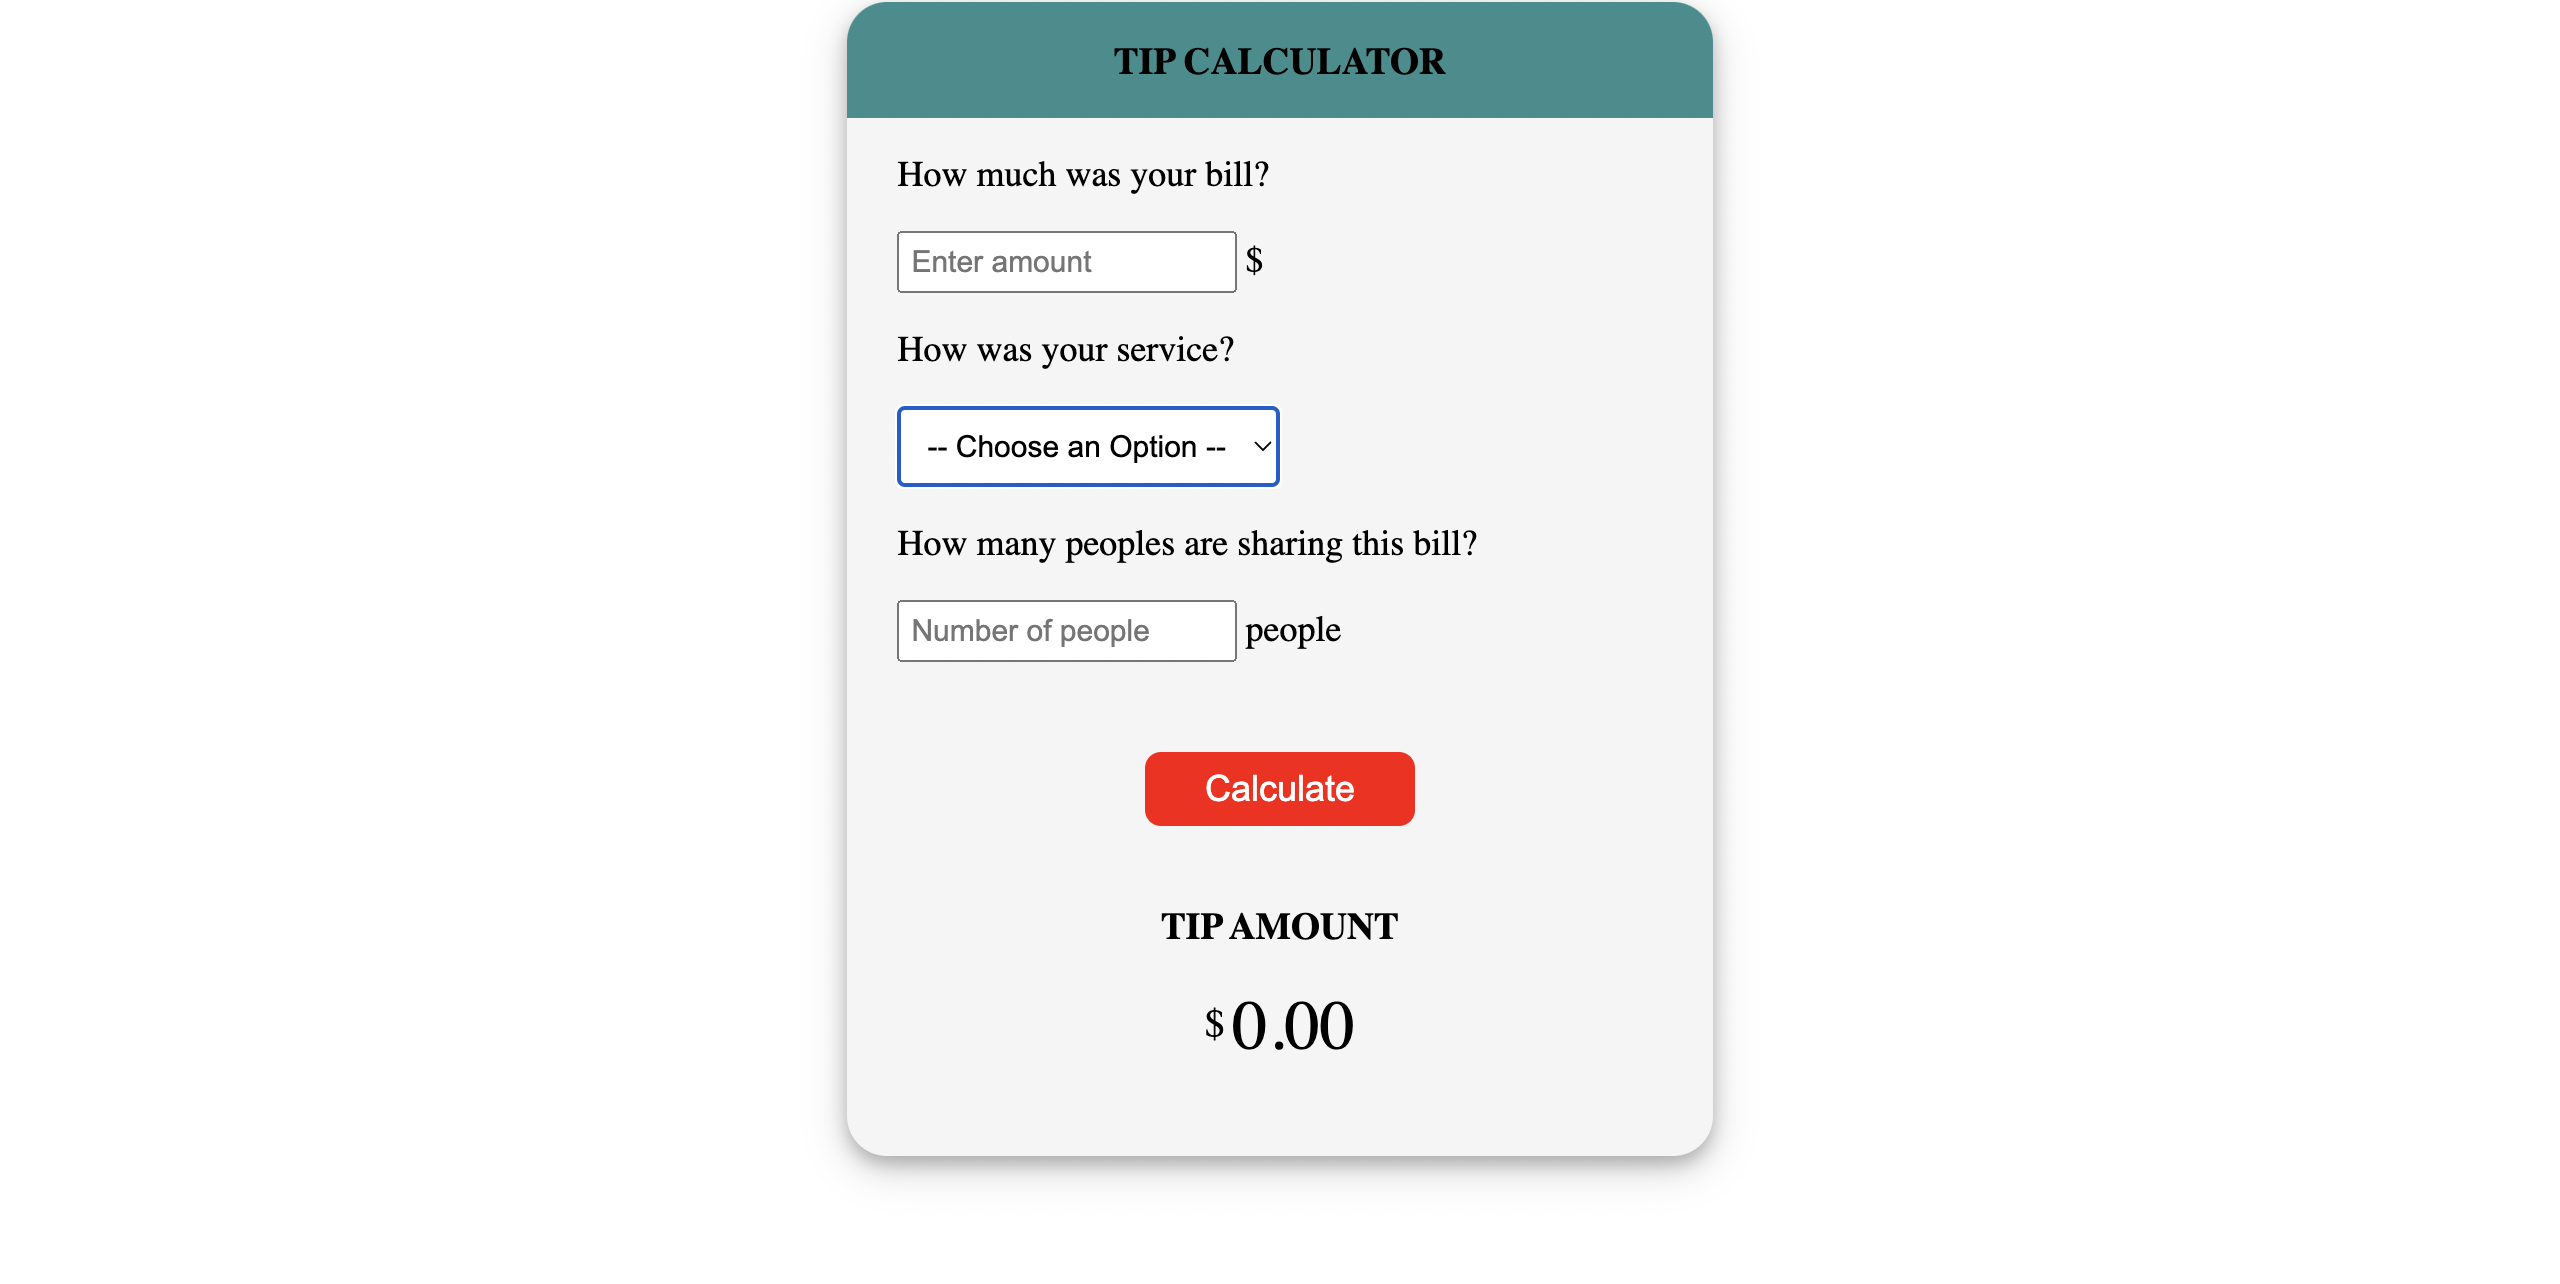 TIP CALCULATOR
How much was your bill?
Enter amount $
How was your service?
-- Choose an Option --
How many peoples are sharing this bill?
Number of people people
Calculate
TIP AMOUNT
$0.00